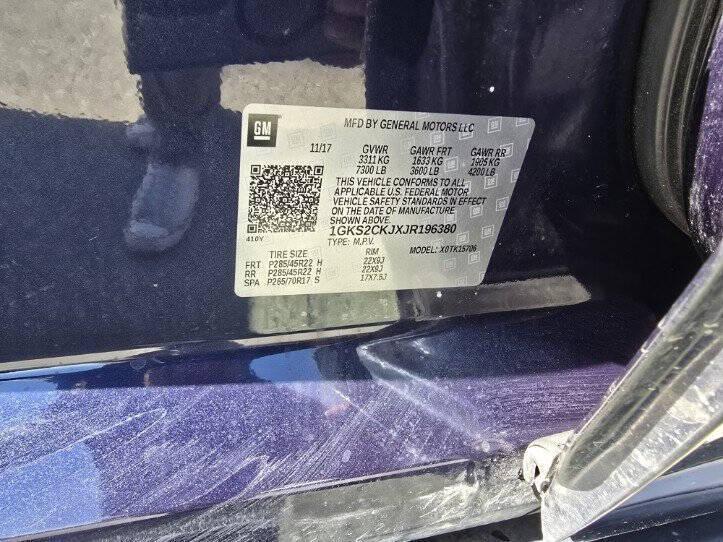 GM
MFD BY GENERAL MOTORS LLC
11/17 GVWR GAWR FRT GAWR RR
3311 KG 1633 KG 1905 KG
7300 LB 3600 LB 4200 LB
THIS VEHICLE CONFORMS TO ALL
APPLICABLE U.S. FEDERAL MOTOR
VEHICLE SAFETY STANDARDS IN EFFECT
ON THE DATE OF MANUFACTURE
SHOWN ABOVE.
1GKS2CKJXJR196380
TYPE: M.P.V. MODEL: X0TK15706
410Y
TIRE SIZE RIM
FRT P285/45R22 H 22X9J
RR P285/45R22 H 22X9J
SPA P265/70R17 S 17X7.5J